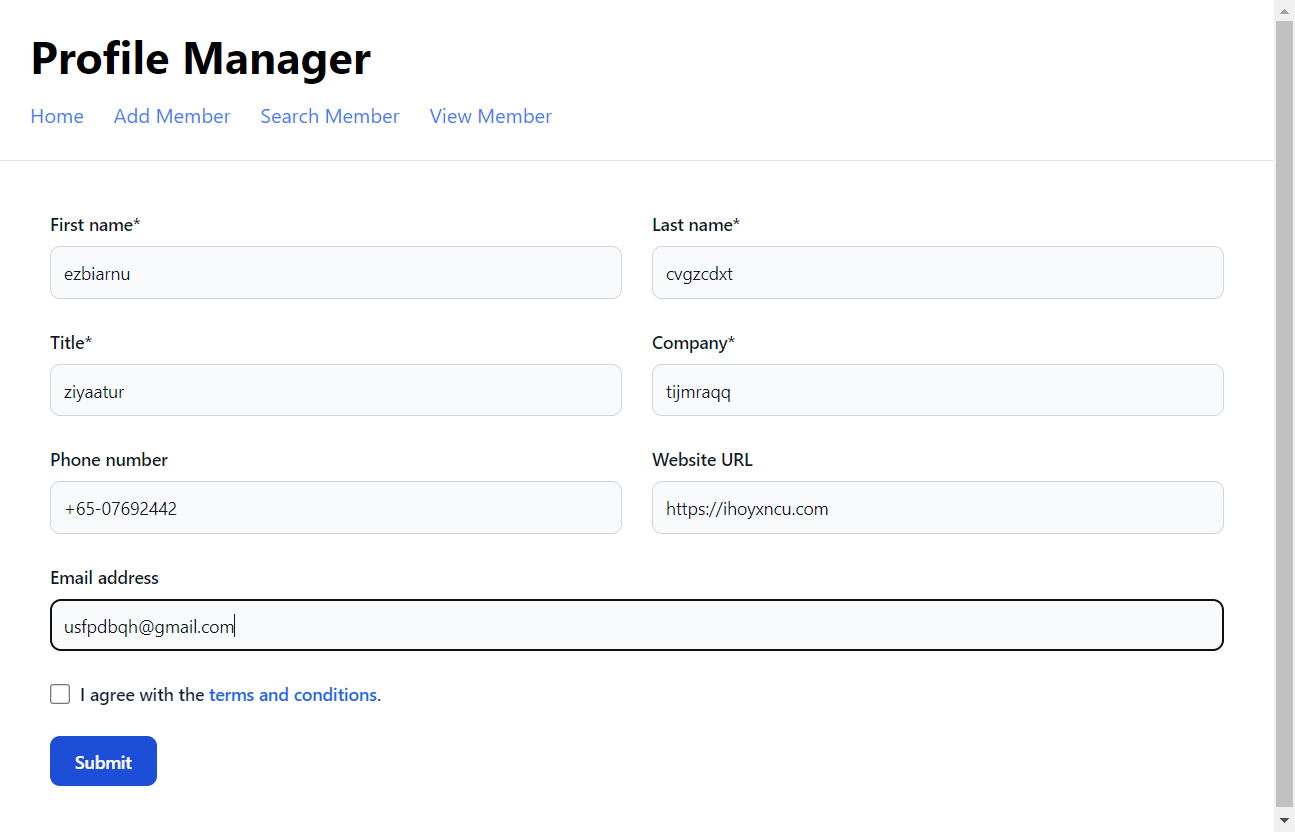 Profile Manager
Home Add Member Search Member View Member
First name* Last name*
ezbiarnu cvgzcdxt
Title* Company*
ziyaatur tijmraqq
Phone number Website URL
+65-07692442 https://ihoyxncu.com
Email address
usfpdbqh@gmail.com
I agree with the terms and conditions.
Submit